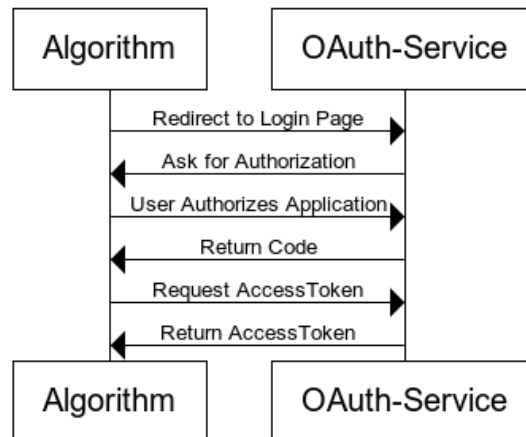 Algorithm
OAuth-Service
Redirect to Login Page
Ask for Authorization
User Authorizes Application
Return Code
Request AccessToken
Return AccessToken
Algorithm
OAuth-Service